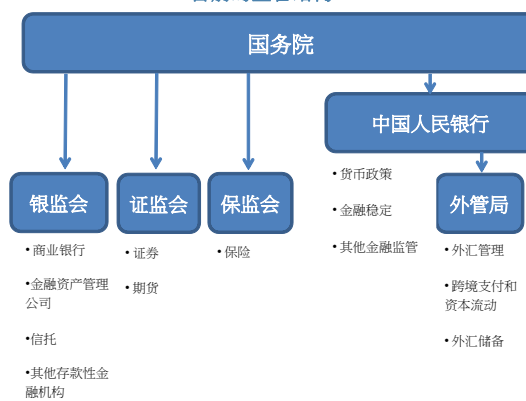 国务院
中国人民银行
银监会
证监会
保监会
• 货币政策
• 金融稳定
• 其他金融监管
外管局
• 商业银行
•金融资产管理
公司
•信托
•其他存款性金
融机构
• 证券
• 期货
• 保险
• 外汇管理
• 跨境支付和
资本流动
• 外汇储备